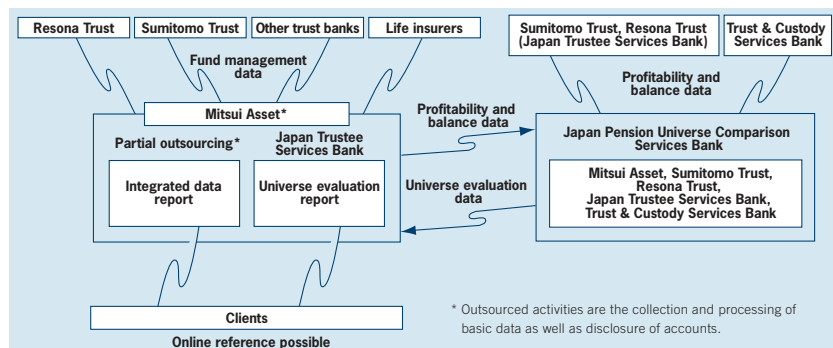 Resona Trust
Sumitomo Trust
Other trust banks
Life insurers
Fund management
data
Mitsui Asset*
Partial outsourcing*
Japan Trustee
Services Bank
Integrated data
report
Universe evaluation
report
Clients
Online reference possible
Profitability and
balance data
Universe evaluation
data
Sumitomo Trust, Resona Trust
(Japan Trustee Services Bank)
Trust & Custody
Services Bank
Profitability and
balance data
Japan Pension Universe Comparison
Services Bank
Mitsui Asset, Sumitomo Trust,
Resona Trust,
Japan Trustee Services Bank,
Trust & Custody Services Bank
* Outsourced activities are the collection and processing of
basic data as well as disclosure of accounts.